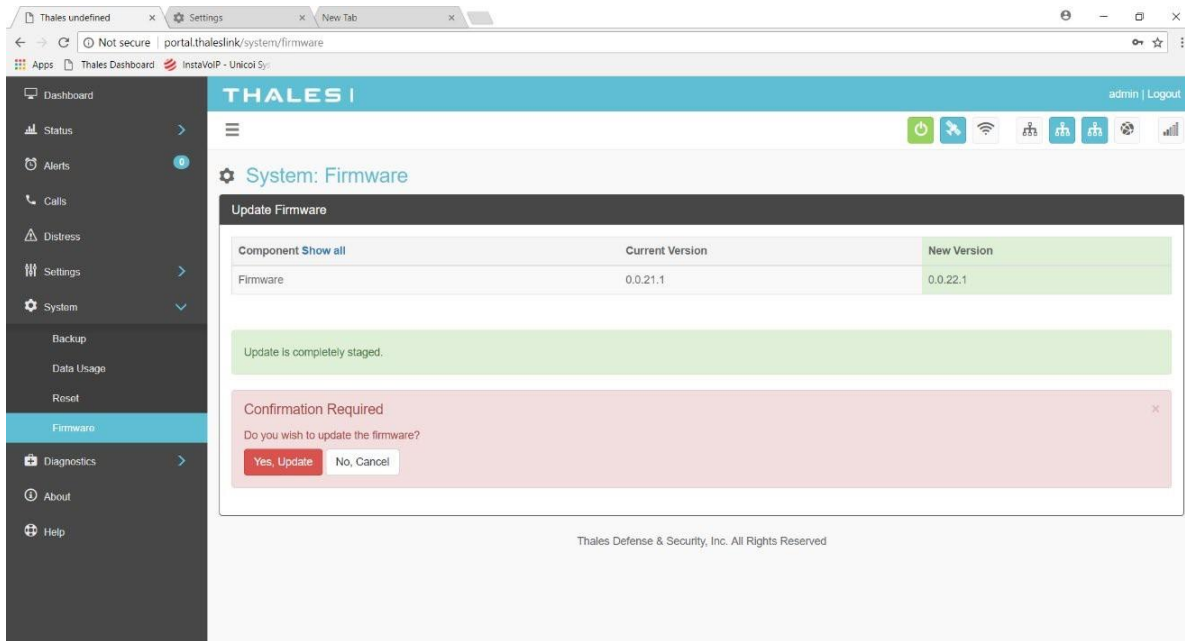 Thales undefined
Settings
New Tab
Not secure | portal.thaleslink/system/firmware
Apps Thales Dashboard InstaVoIP - Unicoi Sy
Dashboard
THALES
admin | Logout
Status
Alerts 0
System: Firmware
Calls
Update Firmware
Distress
Component Show all Current Version New Version
Settings
Firmware 0.0.21.1 0.0.22.1
System
Backup
Update is completely staged.
Data Usage
Reset
Confirmation Required
Firmware
Do you wish to update the firmware?
Diagnostics
Yes, Update No, Cancel
About
Help
Thales Defense & Security, Inc. All Rights Reserved